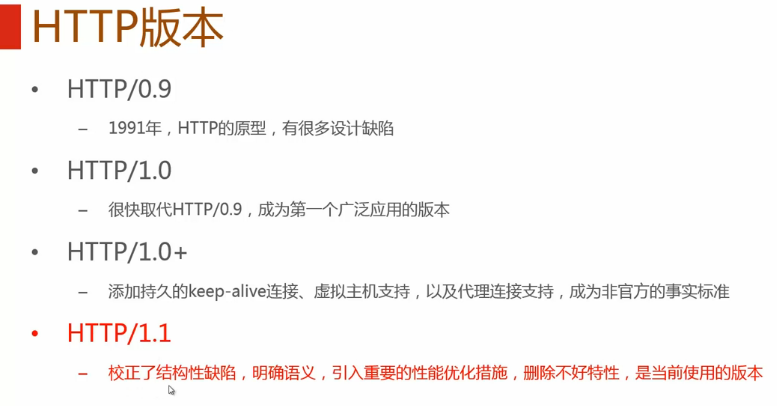 HTTP版本
• HTTP/0.9
– 1991年，HTTP的原型，有很多设计缺陷
• HTTP/1.0
– 很快取代HTTP/0.9，成为第一个广泛应用的版本
• HTTP/1.0+
– 添加持久的keep-alive连接、虚拟主机支持，以及代理连接支持，成为非官方的事实标准
• HTTP/1.1
– 校正了结构性缺陷，明确语义，引入重要的性能优化措施，删除不好特性，是当前使用的版本